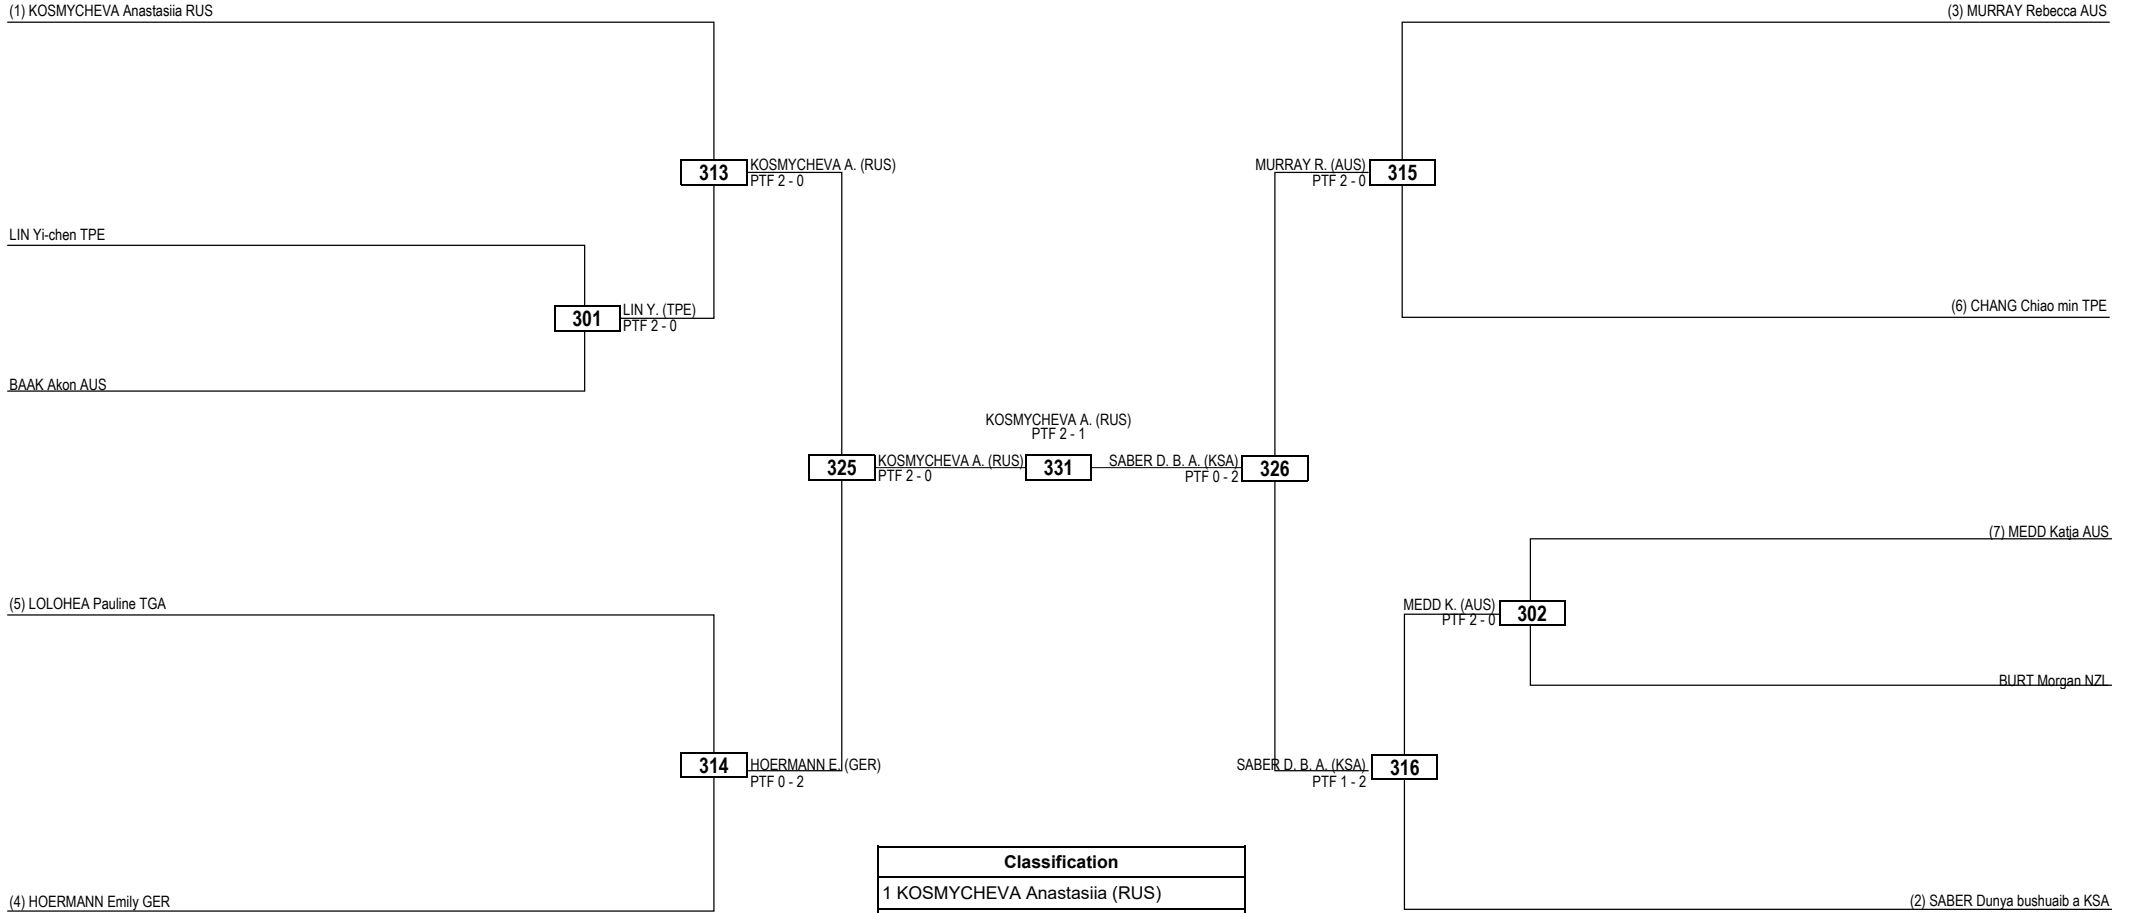 (1) KOSMYCHEVA Anastasiia RUS
(3) MURRAY Rebecca AUS
313
KOSMYCHEVA A. (RUS)
PTF 2 - 0
MURRAY R. (AUS)
PTF 2 - 0
315
LIN Yi-chen TPE
301
LIN Y. (TPE)
PTF 2 - 0
(6) CHANG Chiao min TPE
BAAK Akon AUS
KOSMYCHEVA A. (RUS)
PTF 2 - 1
325
KOSMYCHEVA A. (RUS)
PTF 2 - 0
331
SABER D. B. A. (KSA)
PTF 0 - 2
326
(7) MEDD Katja AUS
(5) LOLOHEA Pauline TGA
MEDD K. (AUS)
PTF 2 - 0
302
BURT Morgan NZL
314
HOERMANN E. (GER)
PTF 0 - 2
SABER D. B. A. (KSA)
PTF 1 - 2
316
Classification
1 KOSMYCHEVA Anastasiia (RUS)
(4) HOERMANN Emily GER
(2) SABER Dunya bushuaib a KSA